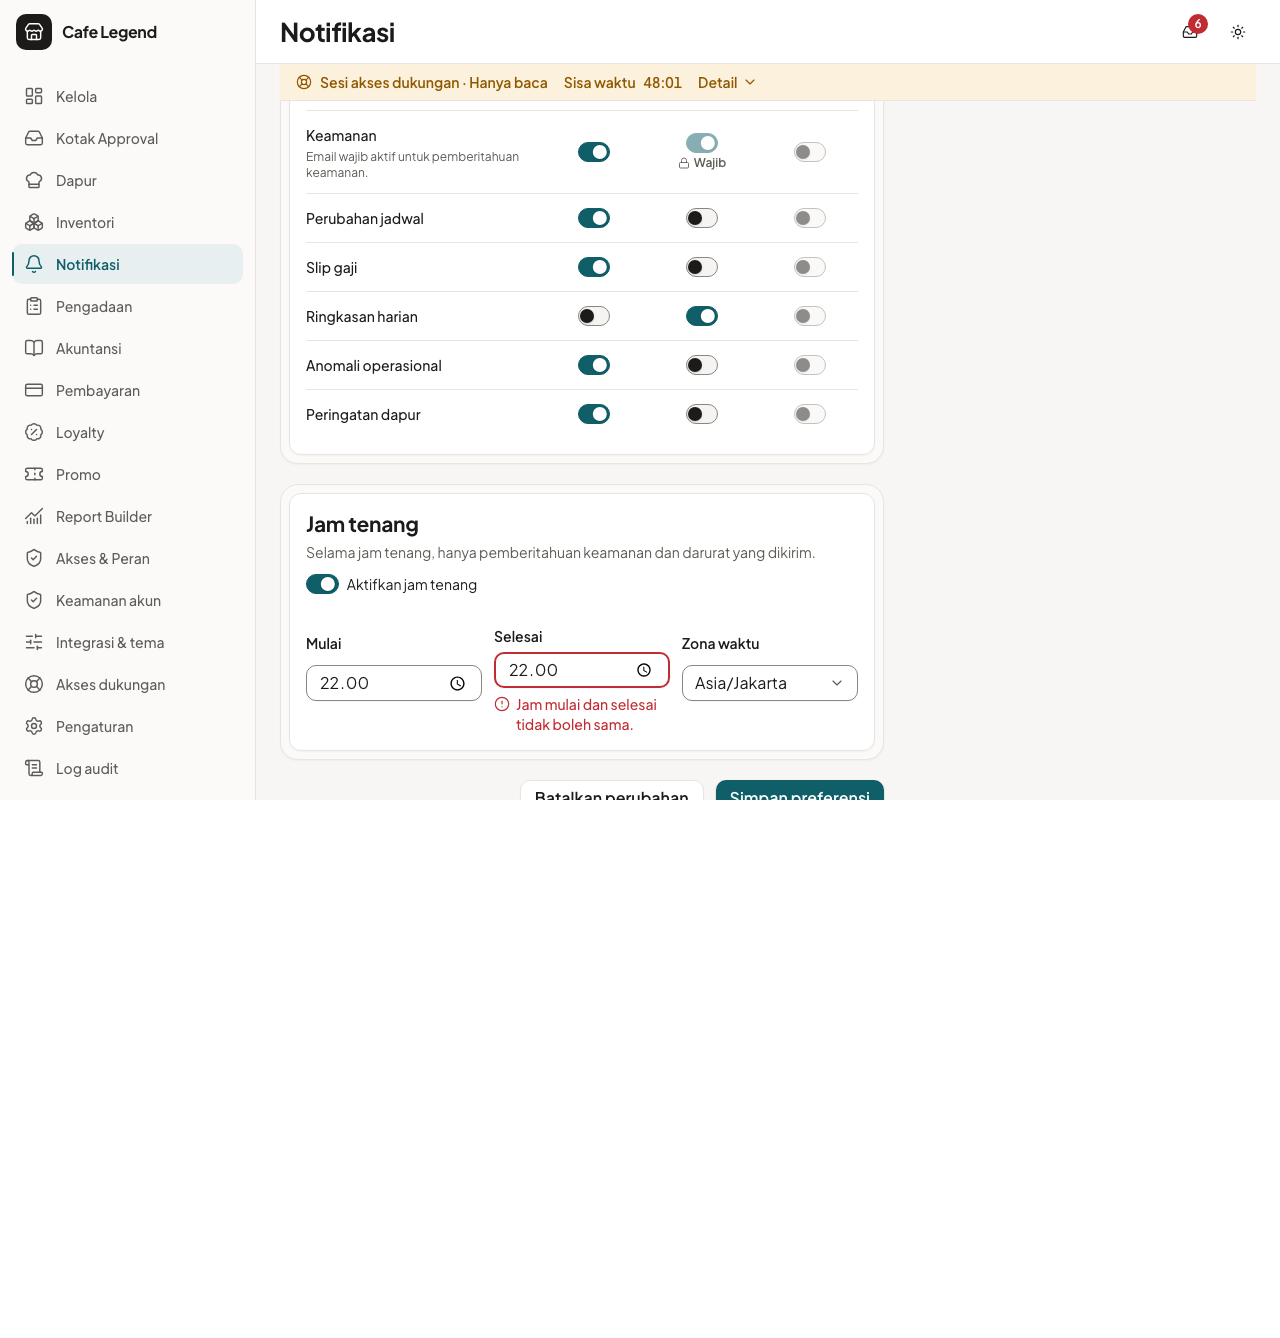 Cafe Legend
Notifikasi
6
Kelola
Kotak Approval
Dapur
Inventori
Notifikasi
Pengadaan
Akuntansi
Pembayaran
Loyalty
Promo
Report Builder
Akses & Peran
Keamanan akun
Integrasi & tema
Akses dukungan
Pengaturan
Log audit
Sesi akses dukungan · Hanya baca Sisa waktu 48:01 Detail
Keamanan
Email wajib aktif untuk pemberitahuan
keamanan.
Wajib
Perubahan jadwal
Slip gaji
Ringkasan harian
Anomali operasional
Peringatan dapur
Jam tenang
Selama jam tenang, hanya pemberitahuan keamanan dan darurat yang dikirim.
Aktifkan jam tenang
Mulai
22.00
Selesai
22.00
Jam mulai dan selesai
tidak boleh sama.
Zona waktu
Asia/Jakarta
Batalkan perubahan
Simpan preferensi